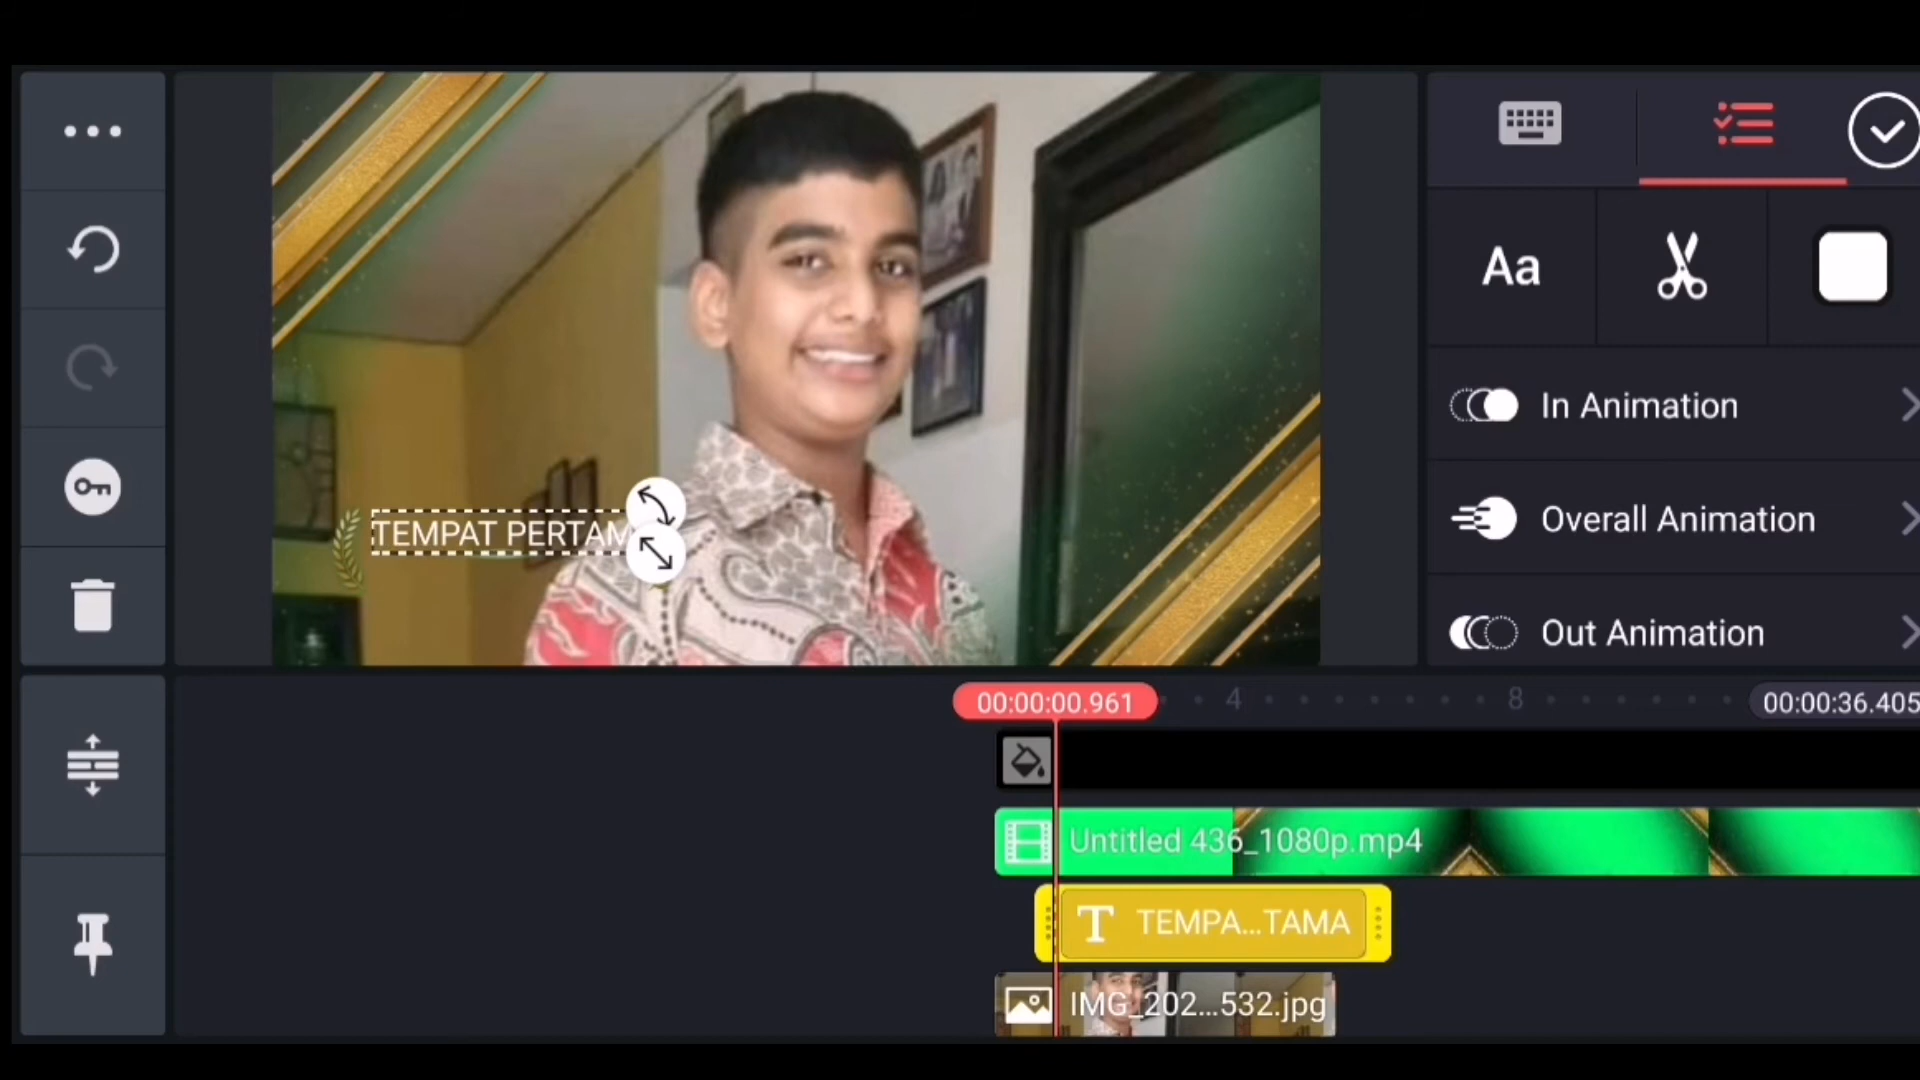 Aa
In Animation
TEMPAT PERTAM
Overall Animation
Out Animation
00:00:00.961
4
8
00:00:36.405
Untitled 436_1080p.mp4
T TEMPA...TAMA
IMG_202...532.jpg